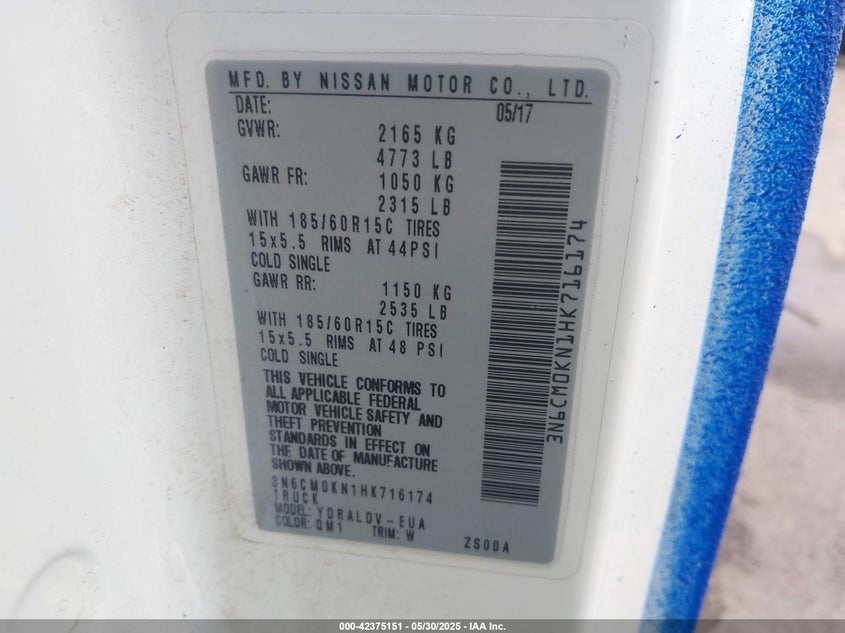 MFD. BY NISSAN MOTOR CO., LTD.
DATE: 05/17
GVWR: 2165 KG
4773 LB
GAWR FR: 1050 KG
2315 LB
WITH 185/60R15C TIRES
15x5.5 RIMS AT 44PSI
COLD SINGLE
GAWR RR: 1150 KG
2535 LB
WITH 185/60R15C TIRES
15x5.5 RIMS AT 48 PSI
COLD SINGLE
THIS VEHICLE CONFORMS TO
ALL APPLICABLE FEDERAL
MOTOR VEHICLE SAFETY AND
THEFT PREVENTION
STANDARDS IN EFFECT ON
THE DATE OF MANUFACTURE
SHOWN ABOVE.
3N6CM0KN1HK716174
TRUCK
MODEL: YDRALDV-EUA
COLOR: QM1 TRIM: W ZS00A
3N6CM0KN1HK716174
000-42375151 — 05/30/2025 — IAA Inc.